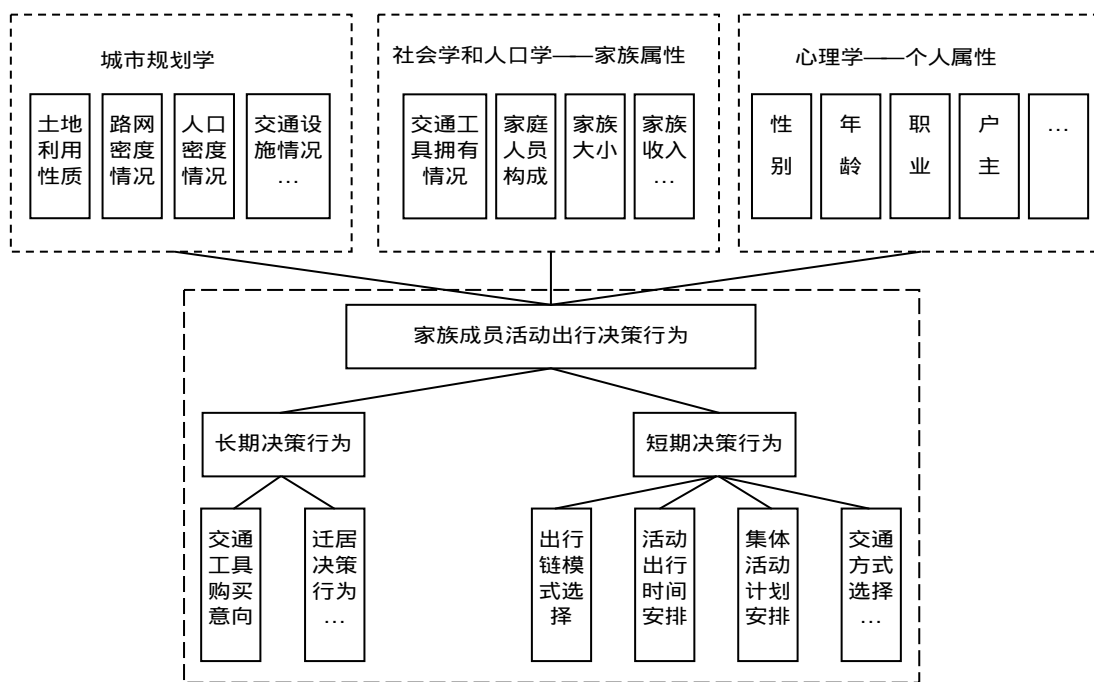 城市规划学
土地
利用
性质
路网
密度
情况
人口
密度
情况
交通设
施情况
…
社会学和人口学——家族属性
交通工
具拥有
情况
家庭
人员
构成
家族
大小
家族
收入
…
心理学——个人属性
性
别
年
龄
职
业
户
主
…
家族成员活动出行决策行为
长期决策行为
短期决策行为
交通
工具
购买
意向
迁居
决策
行为
…
出行
链模
式选
择
活动
出行
时间
安排
集体
活动
计划
安排
交通
方式
选择
…